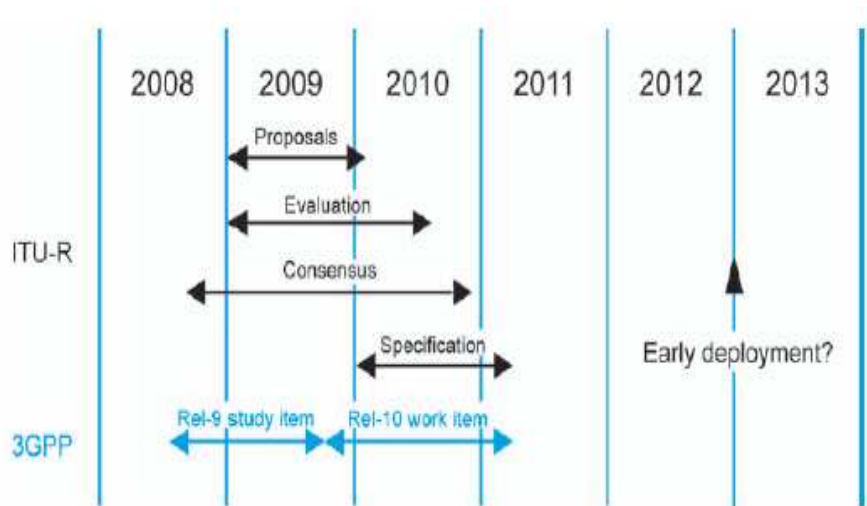 2008 2009 2010 2011 2012 2013
Proposals
Evaluation
ITU-R
Consensus
Specification
Early deployment?
Rel-9 study item Rel-10 work item
3GPP